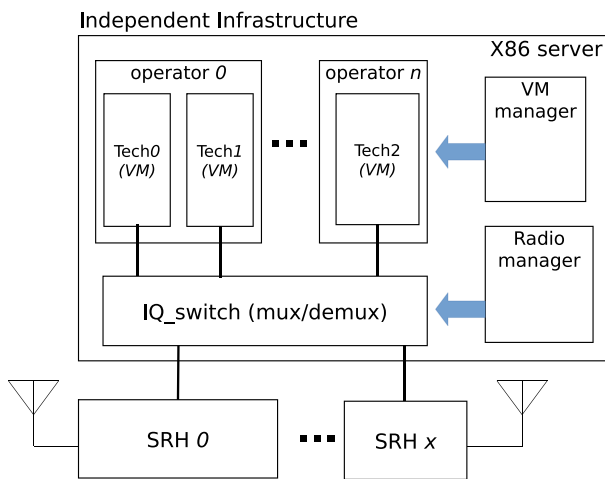 Independent Infrastructure
X86 server
operator 0
operator n
VM
manager
Tech0
(VM)
Tech1
(VM)
Tech2
(VM)
Radio
manager
IQ_switch (mux/demux)
SRH 0
SRH x